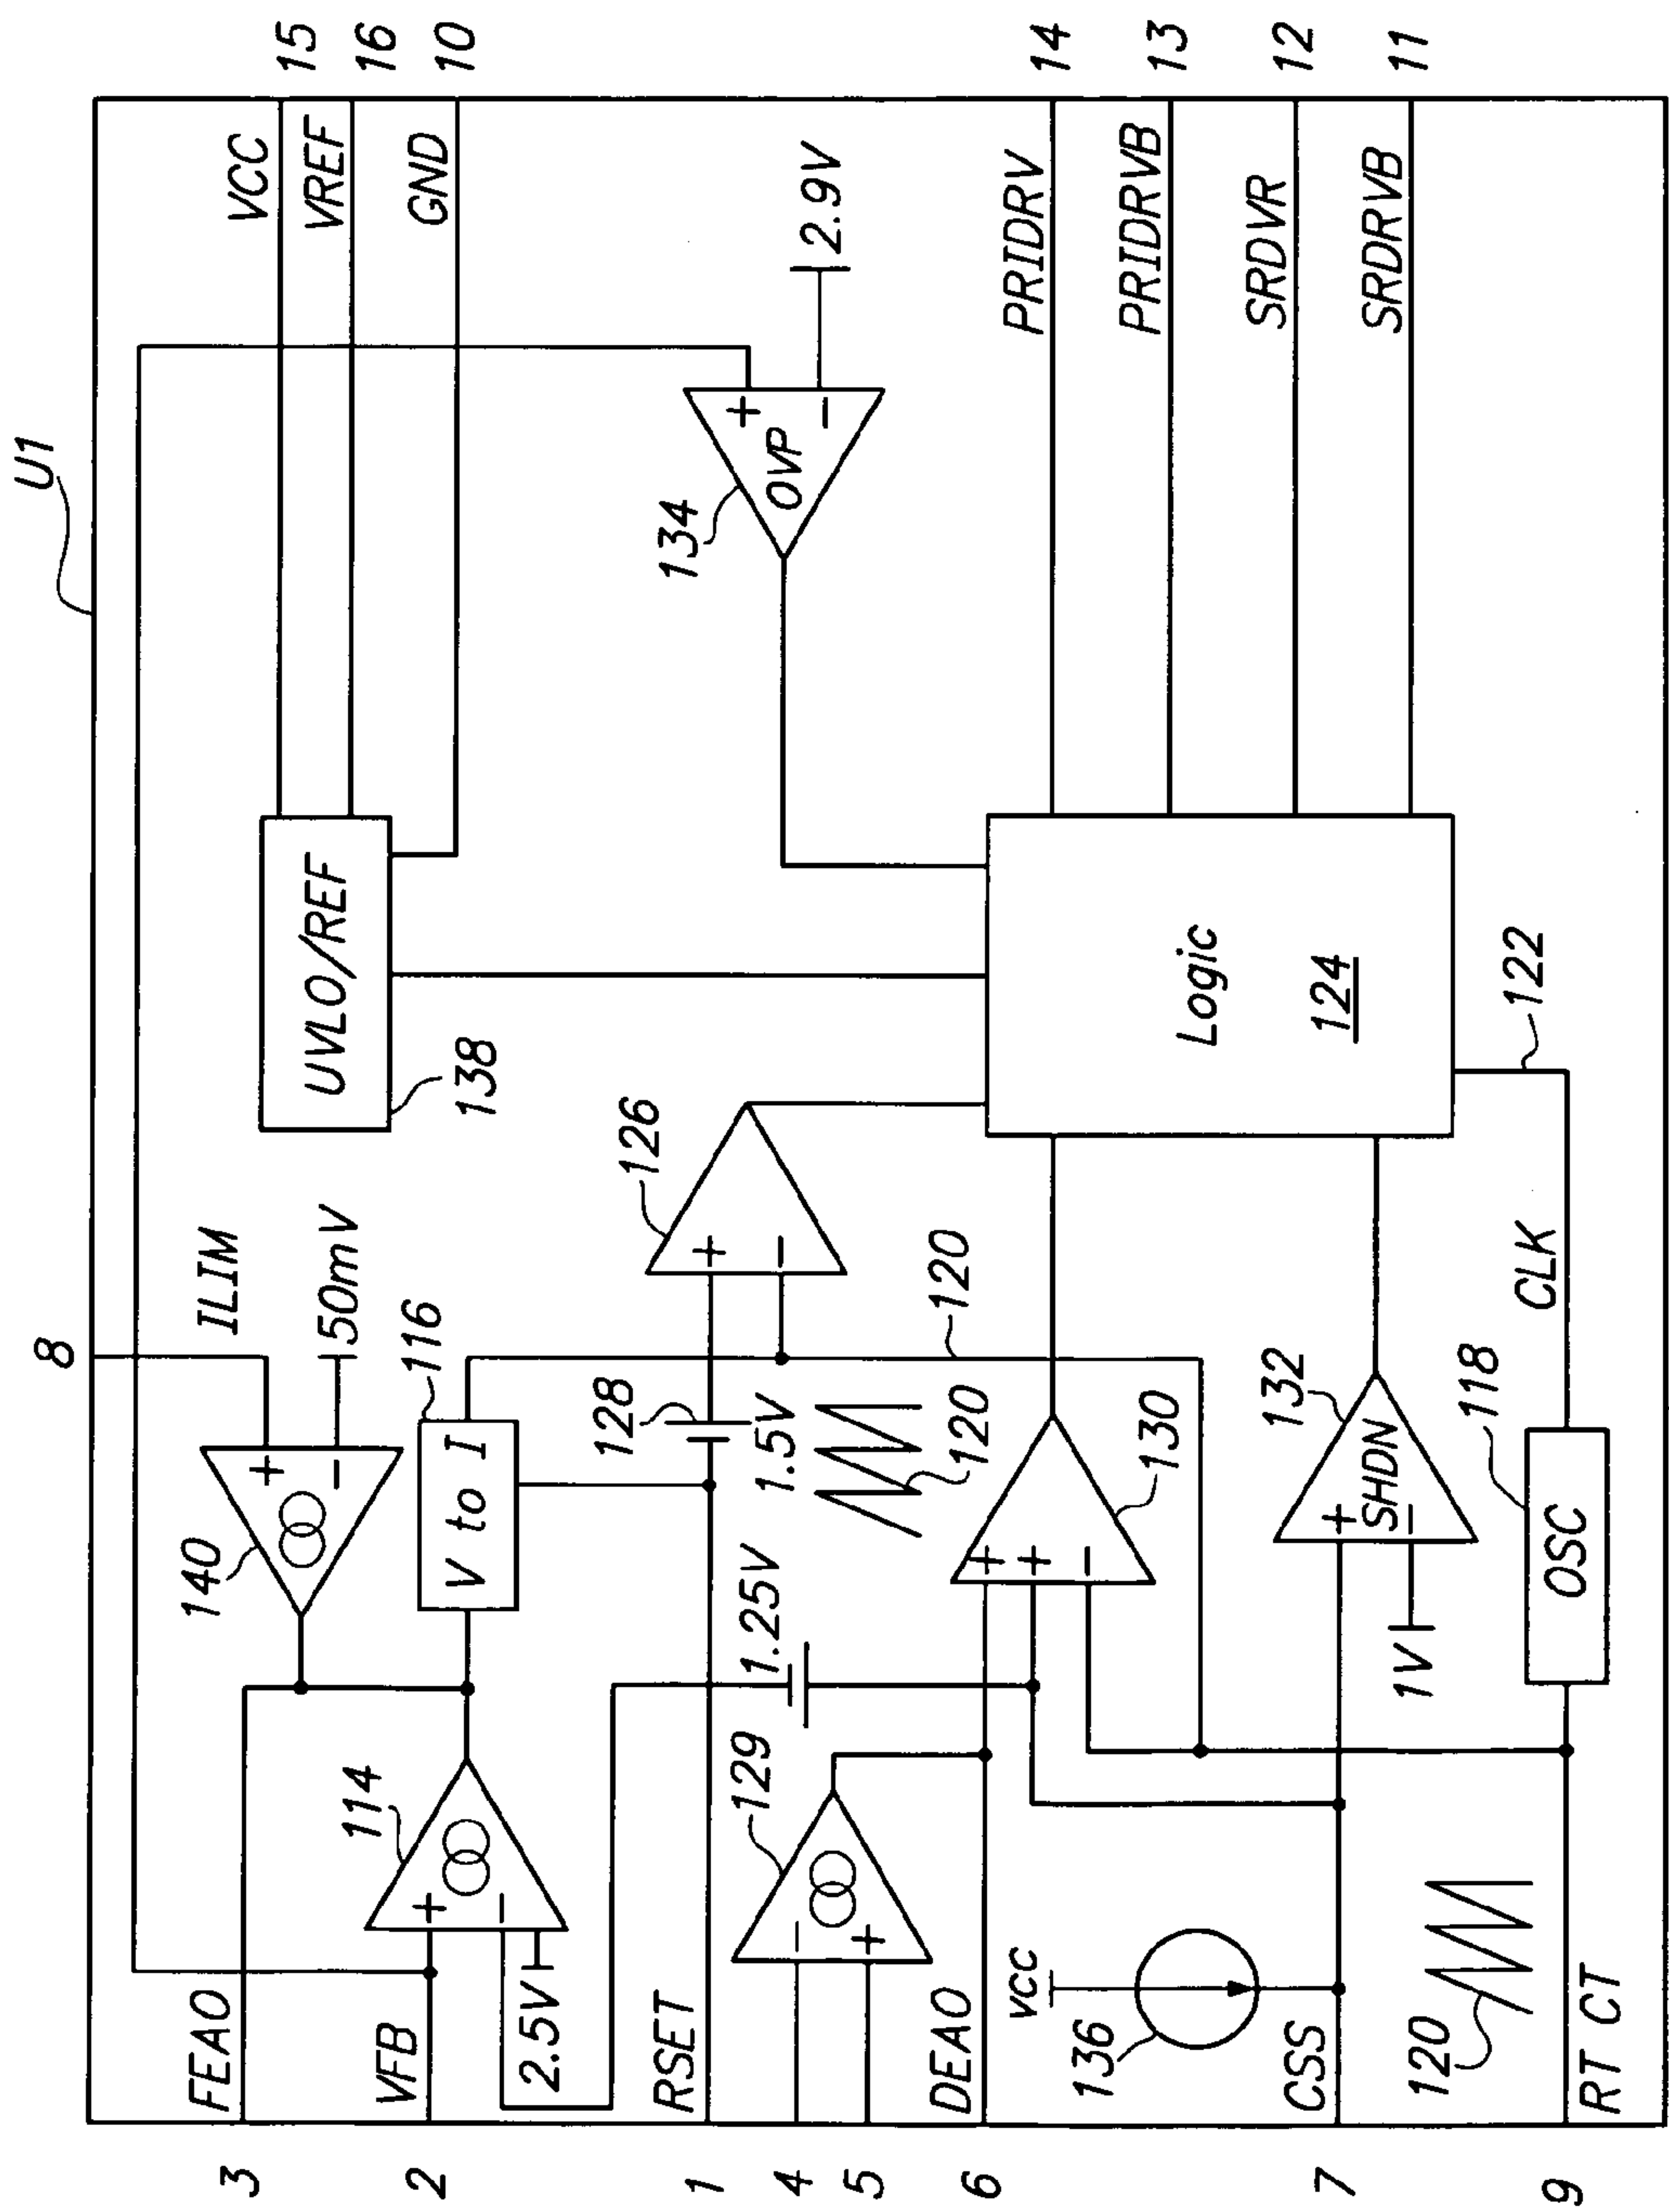 U1
8
3
FEAO
2
VFB
114
+
−
2.5V
140
+
−
ILIM
50mV
116
V to I
UVLO/REF
138
VCC
15
VREF
16
GND
10
1
RSET
1.25V
128
1.5V
126
+
−
134
OVP
+
−
2.9V
4
5
129
−
+
120
120
6
DEAO
+
+
−
130
Logic
124
PRIDRV
14
PRIDRVB
13
SRDVR
12
SRDRVB
11
vcc
136
7
CSS
132
+
SHDN
−
1V
120
118
OSC
CLK
122
9
RT CT